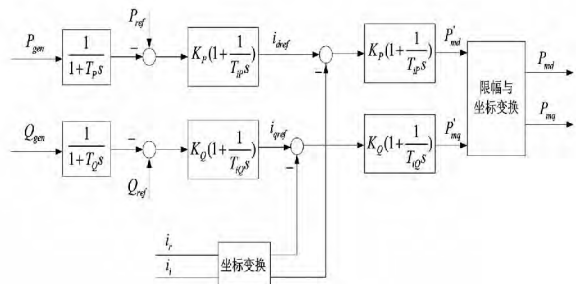 P_ref
P_gen 1/(1+T_P s) − K_P(1+1/(T_iP s)) i_dref − K_P(1+1/(T_iP s)) P'_md 限幅与坐标变换 P_md
Q_gen 1/(1+T_Q s) − K_Q(1+1/(T_iQ s)) i_qref − K_Q(1+1/(T_iQ s)) P'_mq P_mq
Q_ref
i_r
i_i 坐标变换